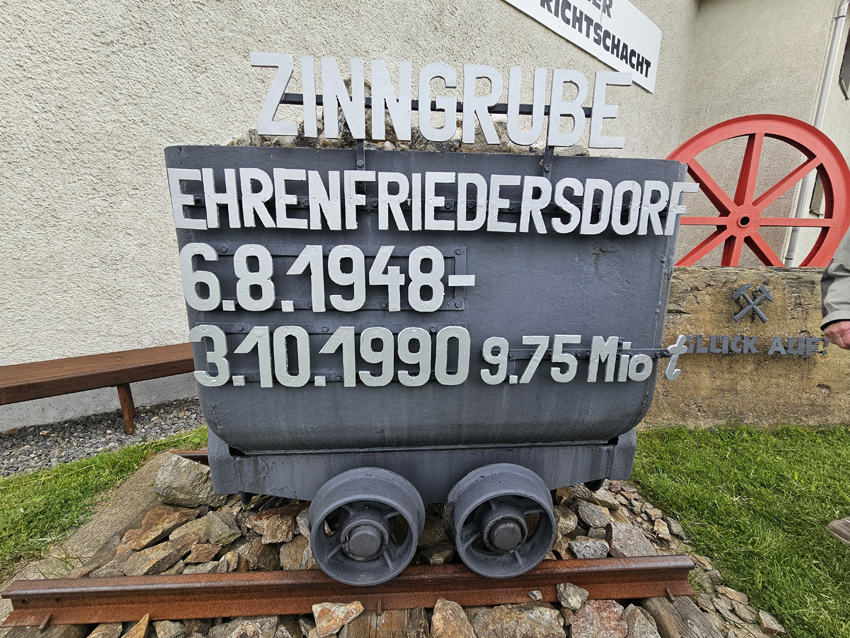 RICHTSCHACHT
ZINNGRUBE
EHRENFRIEDERSDORF
6.8.1948-
3.10.1990 9.75 Mio t
GLÜCK AUF!